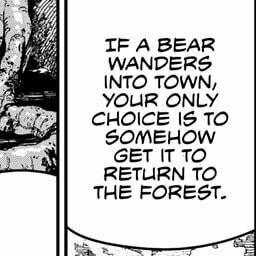 IF A BEAR
WANDERS
INTO TOWN,
YOUR ONLY
CHOICE IS TO
SOMEHOW
GET IT TO
RETURN TO
THE FOREST.